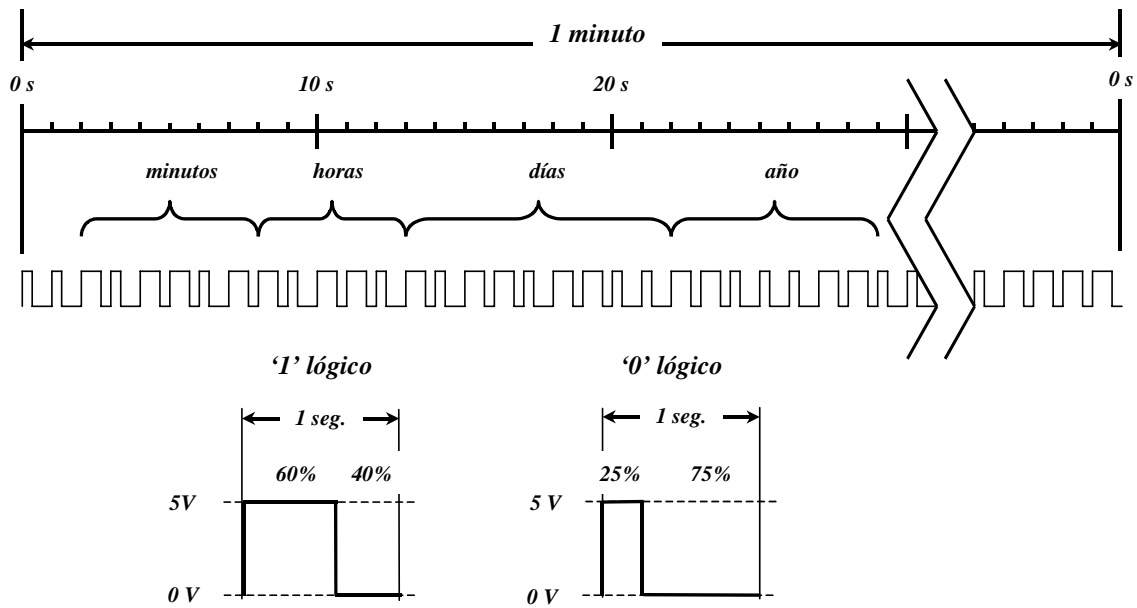 1 minuto
0 s 10 s 20 s 0 s
minutos horas días año
‘1’ lógico ‘0’ lógico
1 seg. 1 seg.
60% 40% 25% 75%
5V 5 V
0 V 0 V